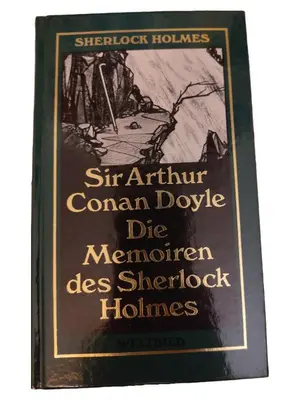 SHERLOCK HOLMES
Sir Arthur
Conan Doyle
Die
Memoiren
des Sherlock
Holmes